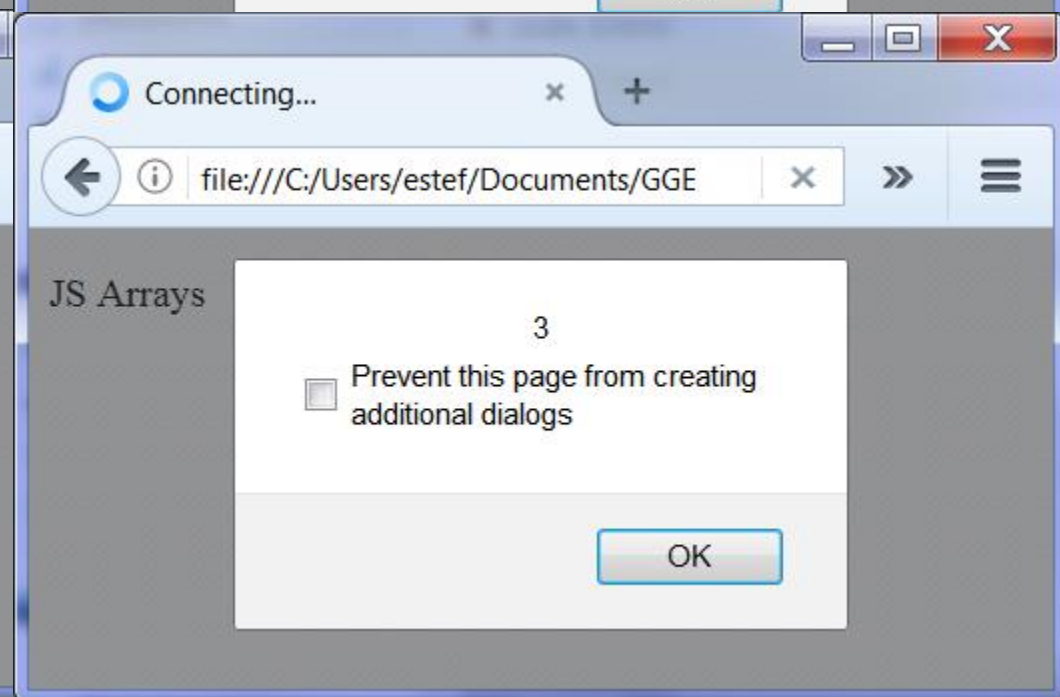 Connecting...
file:///C:/Users/estef/Documents/GGE
JS Arrays
3
Prevent this page from creating
additional dialogs
OK